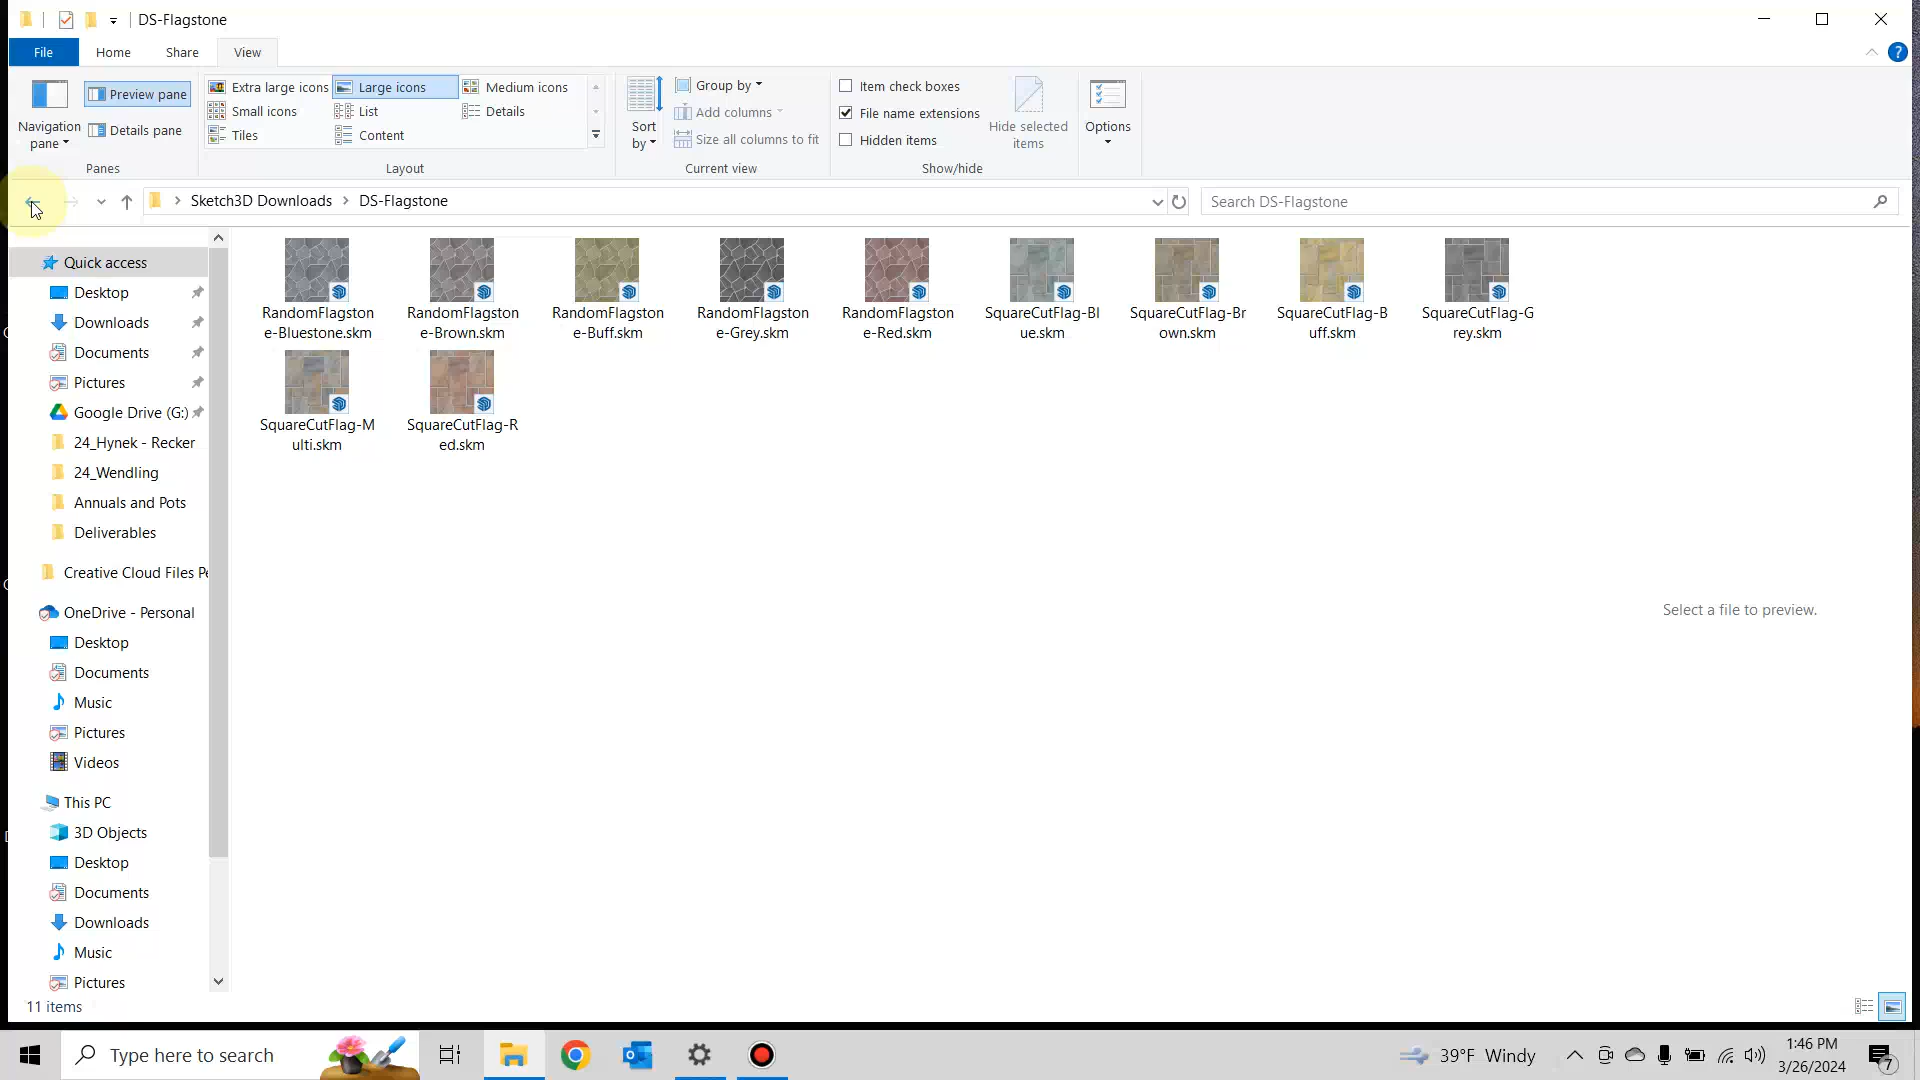 DS-Flagstone
File Home Share View
Navigation pane
Preview pane
Details pane
Panes
Extra large icons Large icons Medium icons
Small icons List Details
Tiles Content
Layout
Sort by
Group by
Add columns
Size all columns to fit
Current view
Item check boxes
File name extensions
Hidden items
Hide selected items
Show/hide
Options
Sketch3D Downloads DS-Flagstone
Search DS-Flagstone
Quick access
Desktop
Downloads
Documents
Pictures
Google Drive (G:)
24_Hynek - Recker
24_Wendling
Annuals and Pots
Deliverables
Creative Cloud Files Pe
OneDrive - Personal
Desktop
Documents
Music
Pictures
Videos
This PC
3D Objects
Desktop
Documents
Downloads
Music
Pictures
RandomFlagston
e-Bluestone.skm
RandomFlagston
e-Brown.skm
RandomFlagston
e-Buff.skm
RandomFlagston
e-Grey.skm
RandomFlagston
e-Red.skm
SquareCutFlag-Bl
ue.skm
SquareCutFlag-Br
own.skm
SquareCutFlag-B
uff.skm
SquareCutFlag-G
rey.skm
SquareCutFlag-M
ulti.skm
SquareCutFlag-R
ed.skm
Select a file to preview.
11 items
Type here to search
39°F Windy
1:46 PM
3/26/2024
7